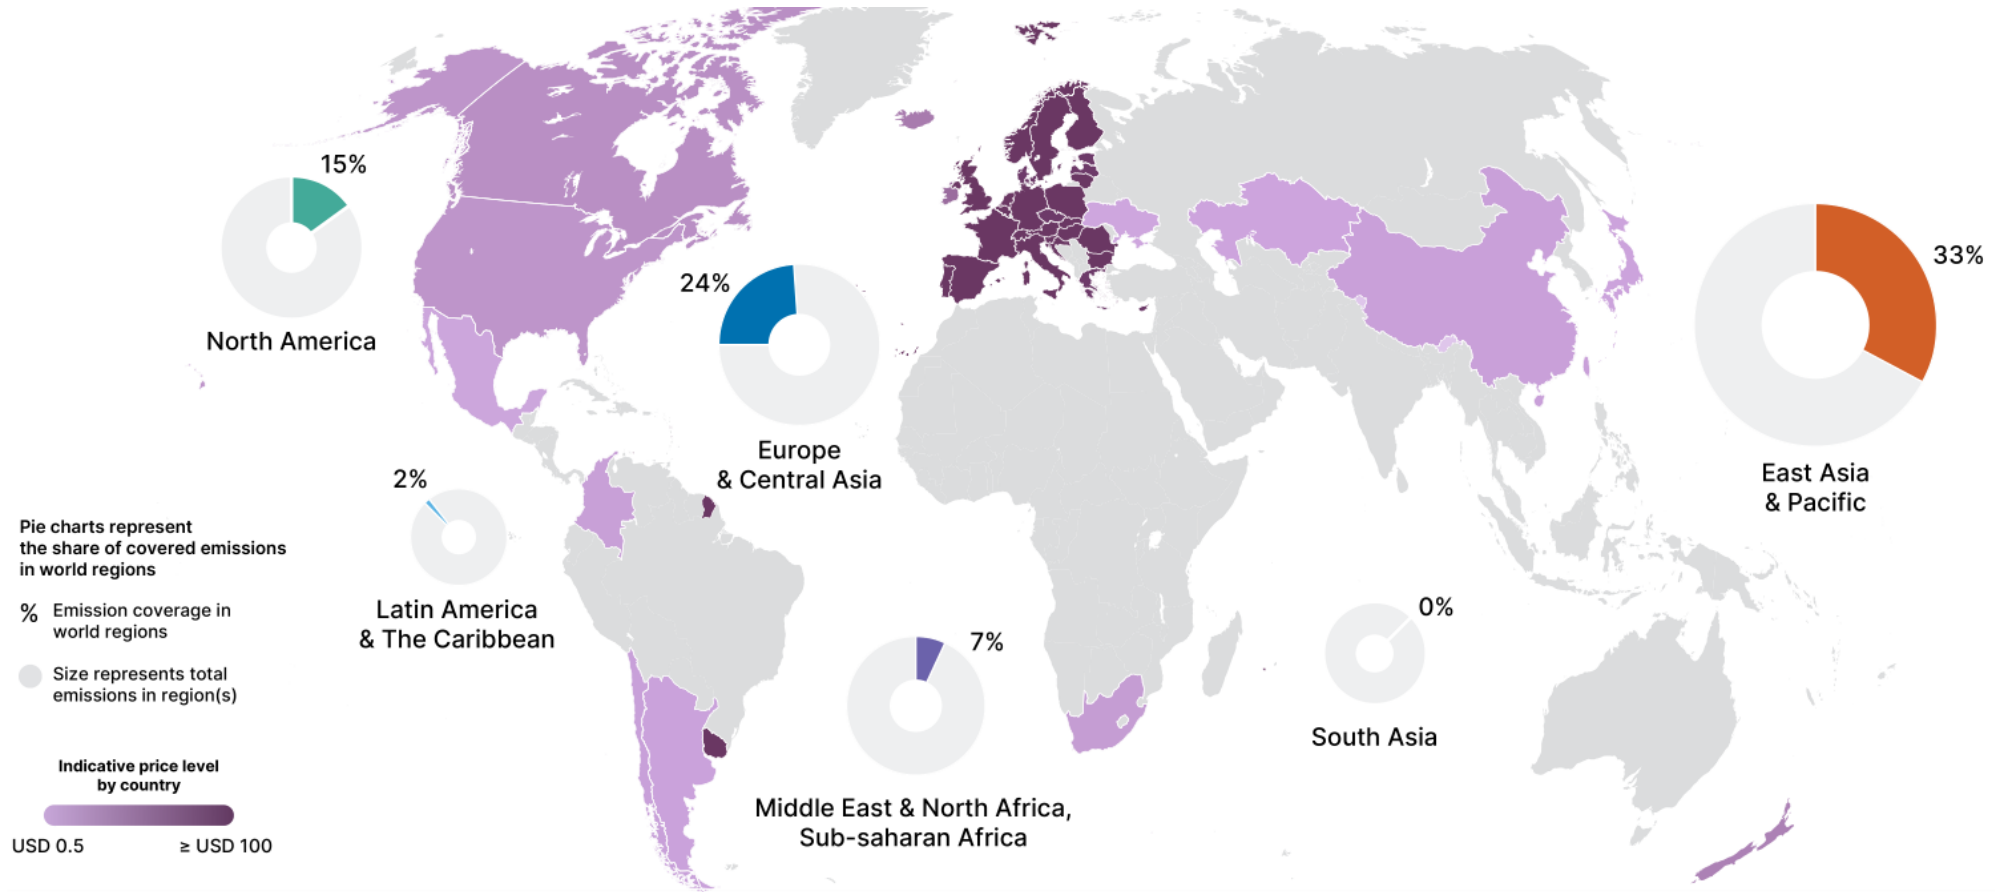 15%
North America
24%
Europe
& Central Asia
33%
East Asia
& Pacific
2%
Latin America
& The Caribbean
7%
Middle East & North Africa,
Sub-saharan Africa
0%
South Asia
Pie charts represent
the share of covered emissions
in world regions
% Emission coverage in
world regions
Size represents total
emissions in region(s)
Indicative price level
by country
USD 0.5 ≥ USD 100